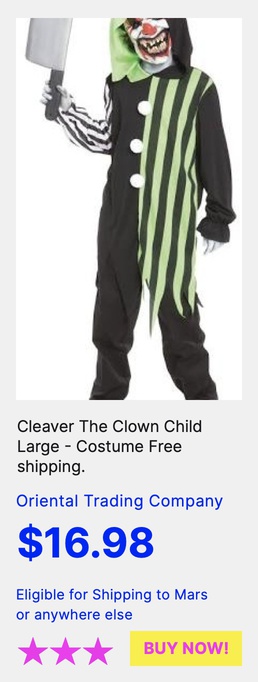 Cleaver The Clown Child
Large - Costume Free
shipping.
Oriental Trading Company
$16.98
Eligible for Shipping to Mars
or anywhere else
BUY NOW!